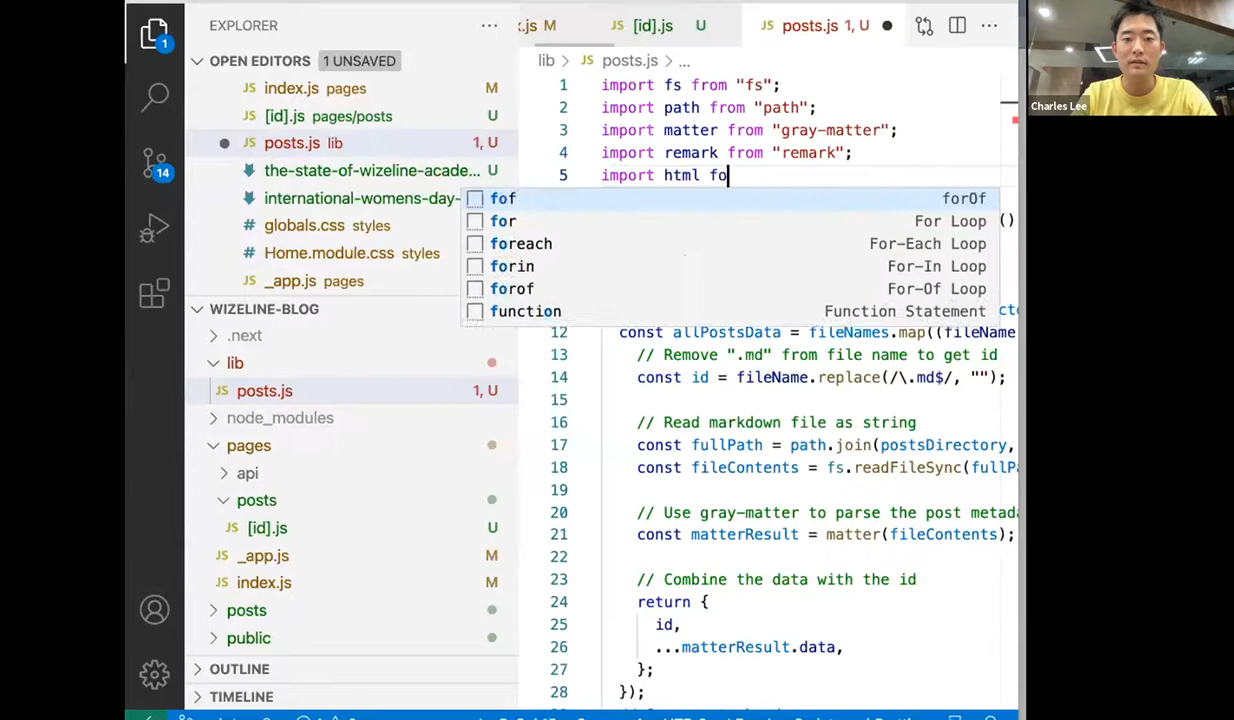 EXPLORER
OPEN EDITORS 1 UNSAVED
index.js pages M
[id].js pages/posts U
posts.js lib 1, U
the-state-of-wizeline-acade...
international-womens-day-
globals.css styles
Home.module.css styles
_app.js pages
WIZELINE-BLOG
.next
lib
posts.js 1, U
node_modules
pages
api
posts
[id].js U
_app.js M
index.js M
posts
public
OUTLINE
TIMELINE
1
14
x.js M
JS [id].js U
JS posts.js 1, U
lib > JS posts.js > ...
1 import fs from "fs";
2 import path from "path";
3 import matter from "gray-matter";
4 import remark from "remark";
5 import html fo
fof forOf
for For Loop
foreach For-Each Loop
forin For-In Loop
forof For-Of Loop
function Function Statement
()
12 const allPostsData = fileNames.map((fileName
13 // Remove ".md" from file name to get id
14 const id = fileName.replace(/\.md$/, "");
15
16 // Read markdown file as string
17 const fullPath = path.join(postsDirectory,
18 const fileContents = fs.readFileSync(fullP
19
20 // Use gray-matter to parse the post metada
21 const matterResult = matter(fileContents);
22
23 // Combine the data with the id
24 return {
25 id,
26 ...matterResult.data,
27 };
28 });
Charles Lee